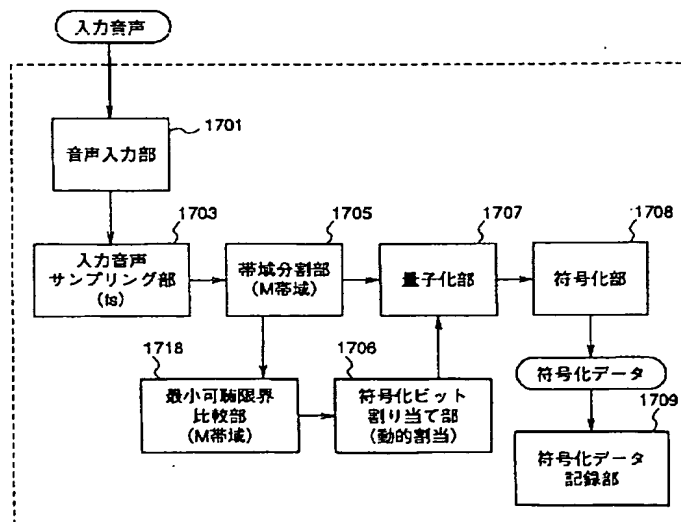 入力音声
1701
音声入力部
1703
入力音声
サンプリング部
(fs)
1705
帯域分割部
(M帯域)
1707
量子化部
1708
符号化部
1718
最小可聴限界
比較部
(M帯域)
1706
符号化ビット
割り当て部
(動的割当)
符号化データ
1709
符号化データ
記録部